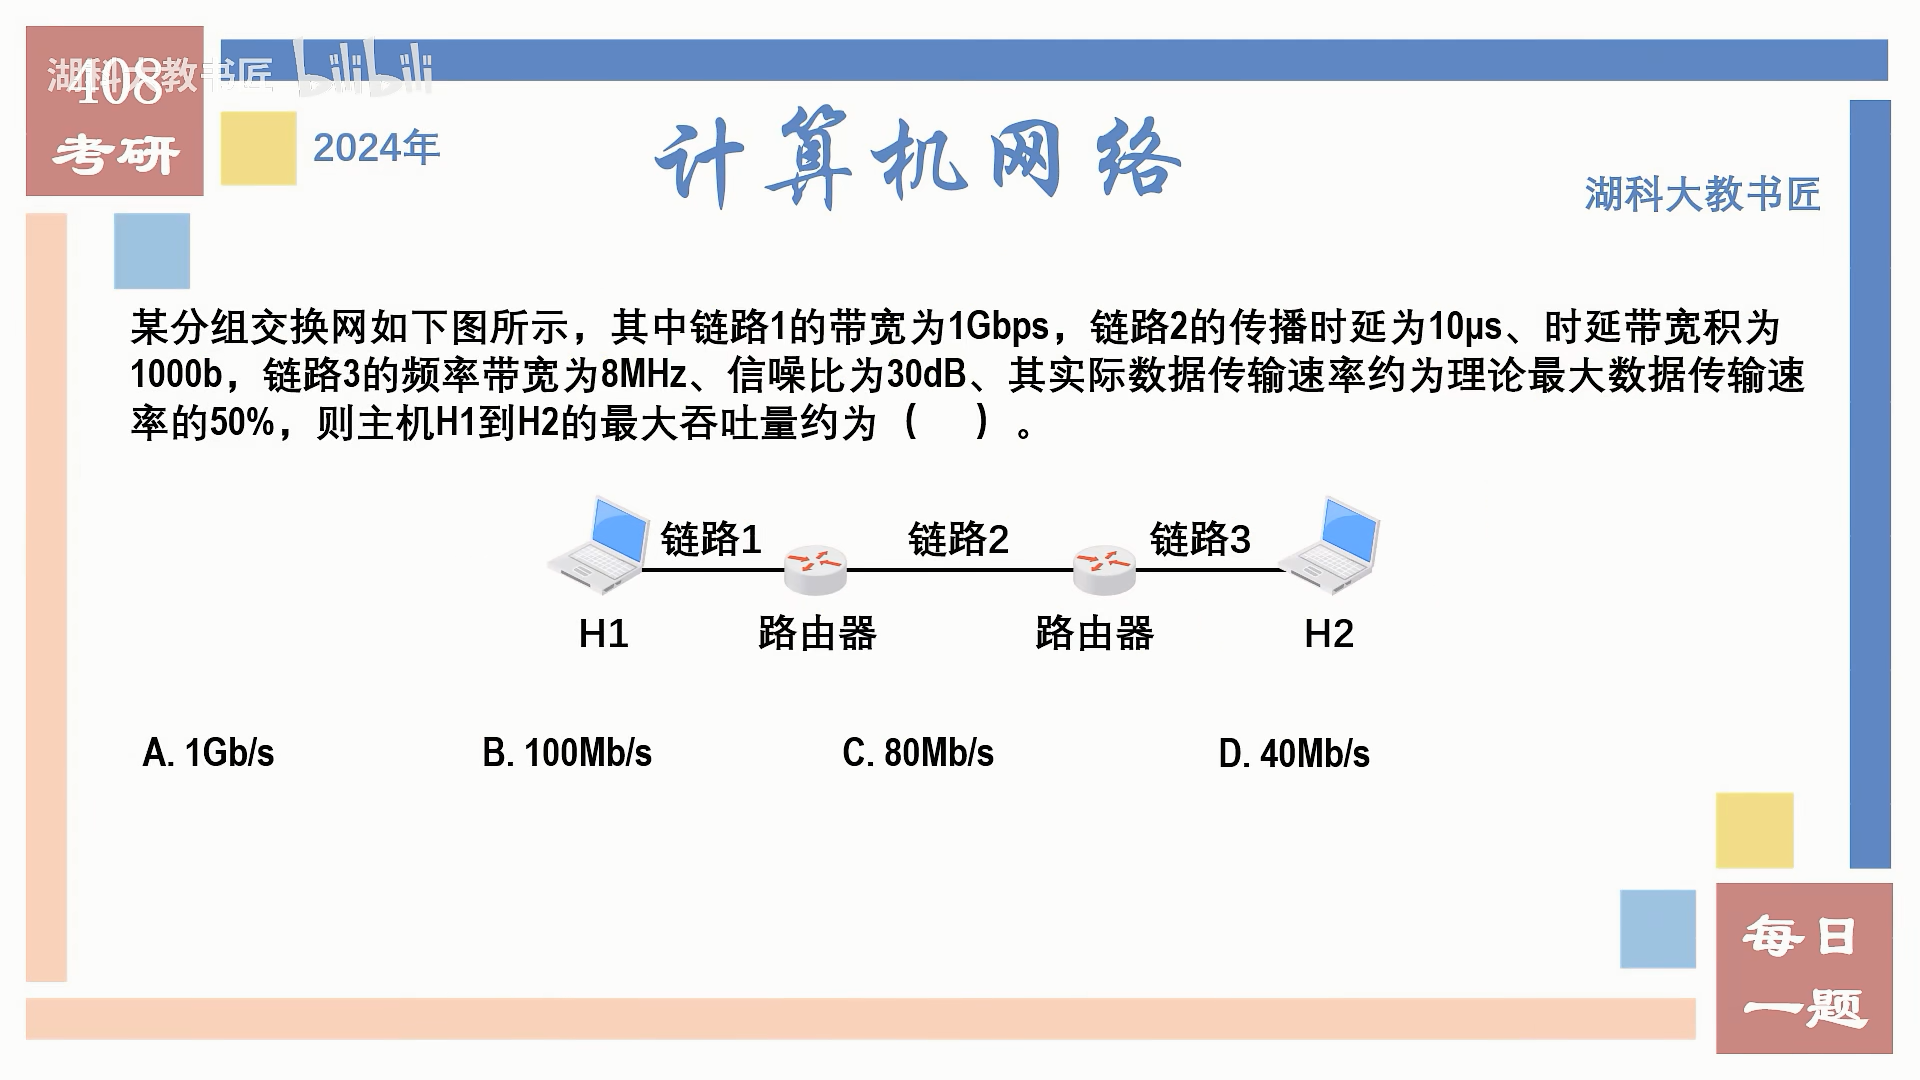 湖科大教书匠 bilibili
408
考研
2024年
计算机网络
湖科大教书匠
某分组交换网如下图所示，其中链路1的带宽为1Gbps，链路2的传播时延为10μs、时延带宽积为
1000b，链路3的频率带宽为8MHz、信噪比为30dB、其实际数据传输速率约为理论最大数据传输速
率的50%，则主机H1到H2的最大吞吐量约为（　）。
链路1 链路2 链路3
H1 路由器 路由器 H2
A. 1Gb/s B. 100Mb/s C. 80Mb/s D. 40Mb/s
每日
一题